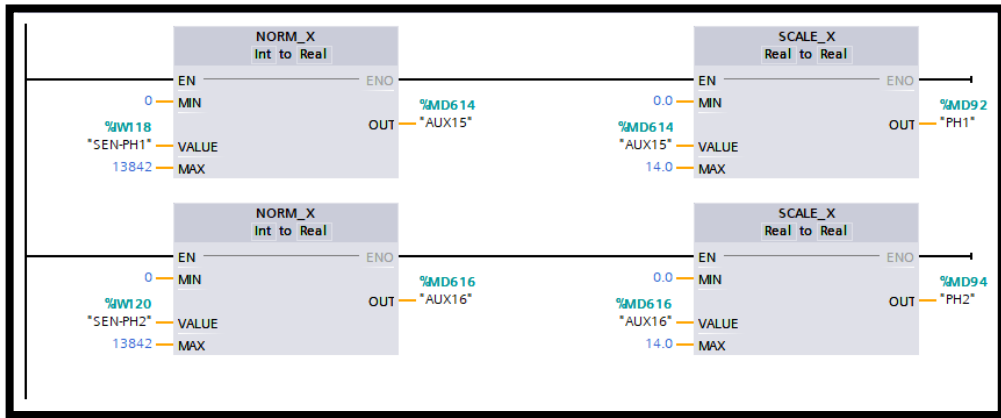 NORM_X
Int to Real
EN
ENO
0
MIN
%MD614
OUT
"AUX15"
%IW118
"SEN-PH1"
VALUE
13842
MAX
SCALE_X
Real to Real
EN
ENO
0.0
MIN
%MD92
OUT
"PH1"
%MD614
"AUX15"
VALUE
14.0
MAX
NORM_X
Int to Real
EN
ENO
0
MIN
%MD616
OUT
"AUX16"
%IW120
"SEN-PH2"
VALUE
13842
MAX
SCALE_X
Real to Real
EN
ENO
0.0
MIN
%MD94
OUT
"PH2"
%MD616
"AUX16"
VALUE
14.0
MAX